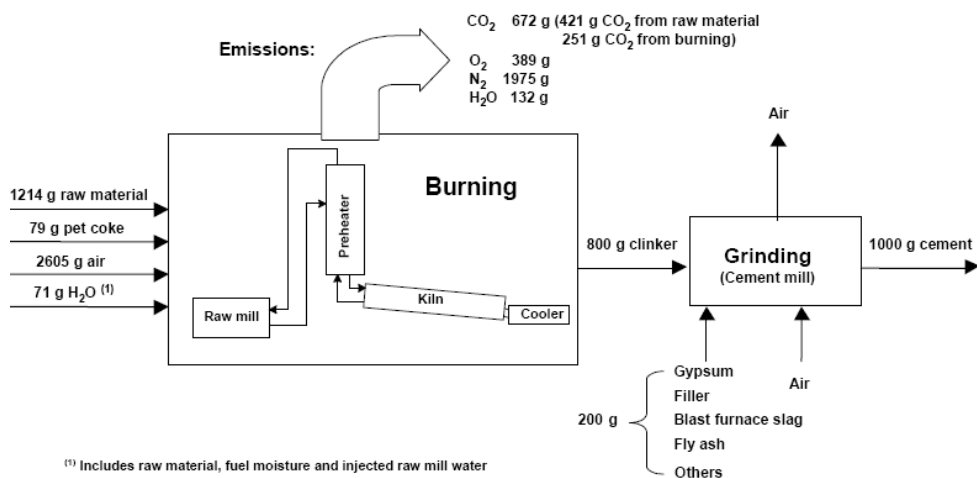 Emissions:
CO₂ 672 g (421 g CO₂ from raw material
251 g CO₂ from burning)
O₂ 389 g
N₂ 1975 g
H₂O 132 g
1214 g raw material
79 g pet coke
2605 g air
71 g H₂O ⁽¹⁾
Burning
Preheater
Raw mill
Kiln
Cooler
800 g clinker
Air
Grinding
(Cement mill)
1000 g cement
200 g
Gypsum
Filler
Blast furnace slag
Fly ash
Others
Air
⁽¹⁾ Includes raw material, fuel moisture and injected raw mill water